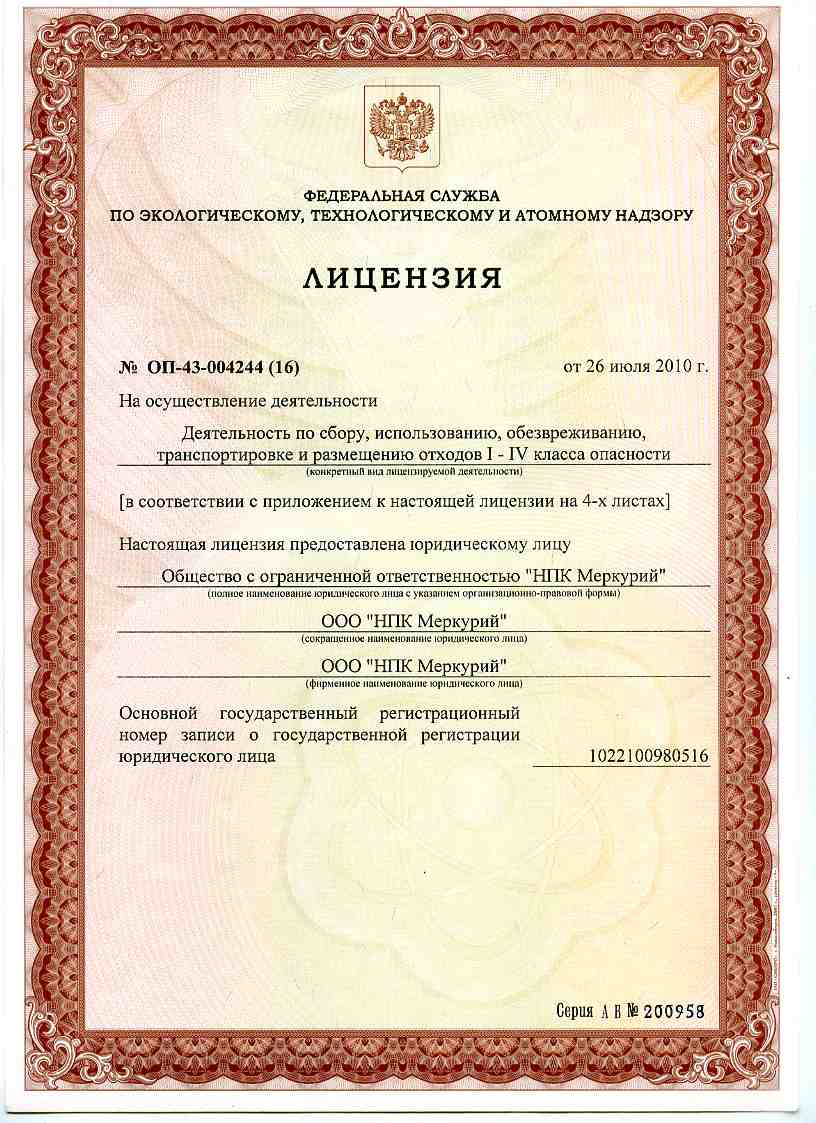 ФЕДЕРАЛЬНАЯ СЛУЖБА
ПО ЭКОЛОГИЧЕСКОМУ, ТЕХНОЛОГИЧЕСКОМУ И АТОМНОМУ НАДЗОРУ
ЛИЦЕНЗИЯ
№ ОП-43-004244 (16) от 26 июля 2010 г.
На осуществление деятельности
Деятельность по сбору, использованию, обезвреживанию,
транспортировке и размещению отходов I - IV класса опасности
(конкретный вид лицензируемой деятельности)
[в соответствии с приложением к настоящей лицензии на 4-х листах]
Настоящая лицензия предоставлена юридическому лицу
Общество с ограниченной ответственностью "НПК Меркурий"
(полное наименование юридического лица с указанием организационно-правовой формы)
ООО "НПК Меркурий"
(сокращенное наименование юридического лица)
ООО "НПК Меркурий"
(фирменное наименование юридического лица)
Основной государственный регистрационный
номер записи о государственной регистрации
юридического лица 1022100980516
Серия А В № 200958